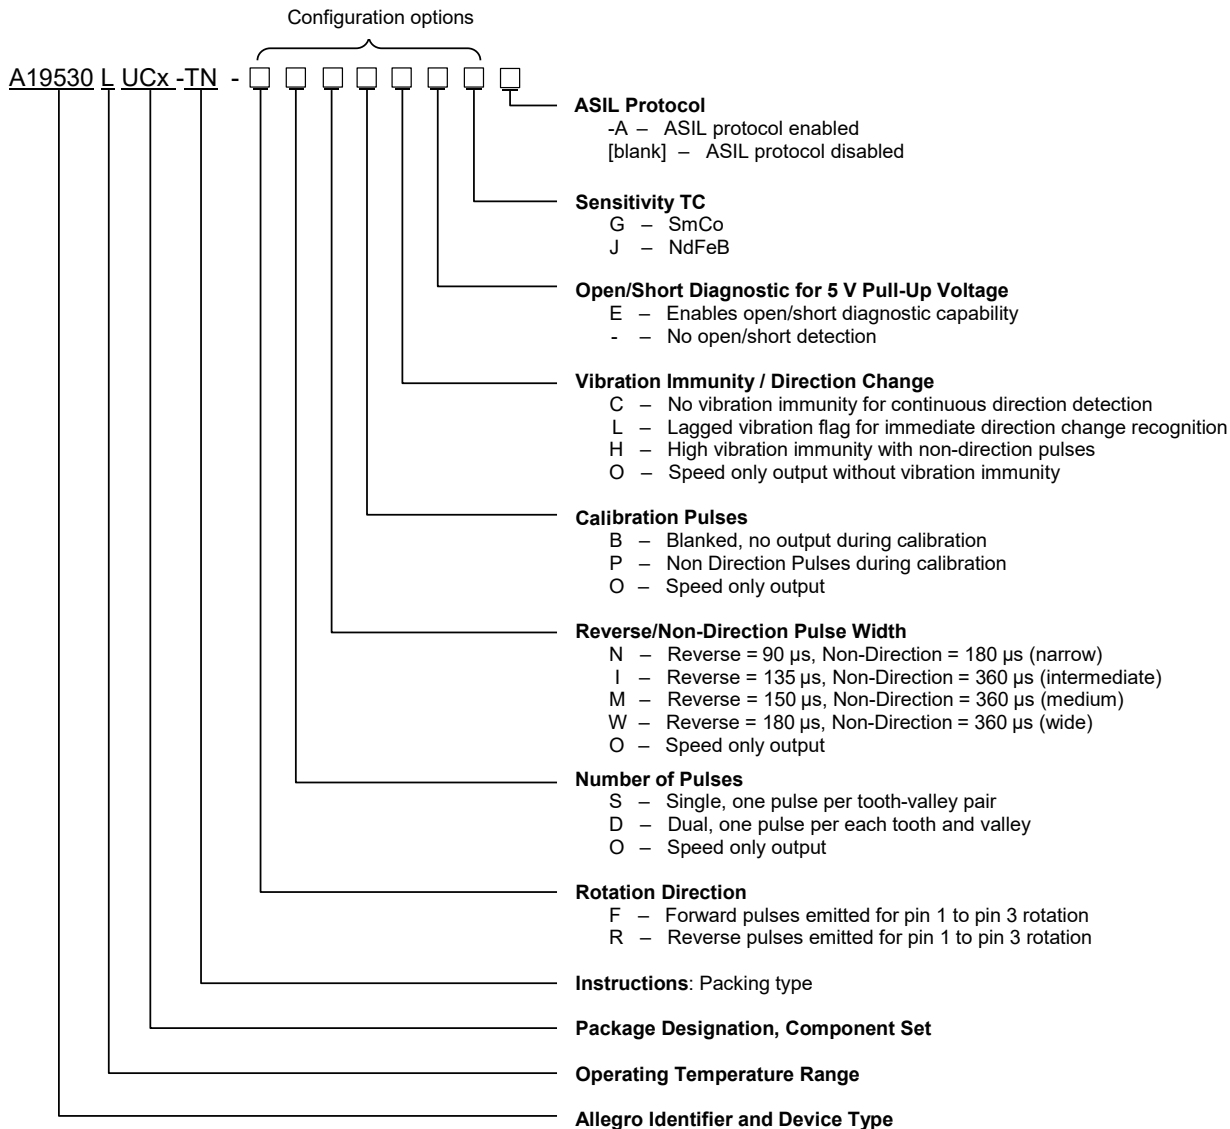 Configuration options
A19530 L UCx -TN -
ASIL Protocol
-A – ASIL protocol enabled
[blank] – ASIL protocol disabled
Sensitivity TC
G – SmCo
J – NdFeB
Open/Short Diagnostic for 5 V Pull-Up Voltage
E – Enables open/short diagnostic capability
- – No open/short detection
Vibration Immunity / Direction Change
C – No vibration immunity for continuous direction detection
L – Lagged vibration flag for immediate direction change recognition
H – High vibration immunity with non-direction pulses
O – Speed only output without vibration immunity
Calibration Pulses
B – Blanked, no output during calibration
P – Non Direction Pulses during calibration
O – Speed only output
Reverse/Non-Direction Pulse Width
N – Reverse = 90 µs, Non-Direction = 180 µs (narrow)
I – Reverse = 135 µs, Non-Direction = 360 µs (intermediate)
M – Reverse = 150 µs, Non-Direction = 360 µs (medium)
W – Reverse = 180 µs, Non-Direction = 360 µs (wide)
O – Speed only output
Number of Pulses
S – Single, one pulse per tooth-valley pair
D – Dual, one pulse per each tooth and valley
O – Speed only output
Rotation Direction
F – Forward pulses emitted for pin 1 to pin 3 rotation
R – Reverse pulses emitted for pin 1 to pin 3 rotation
Instructions: Packing type
Package Designation, Component Set
Operating Temperature Range
Allegro Identifier and Device Type